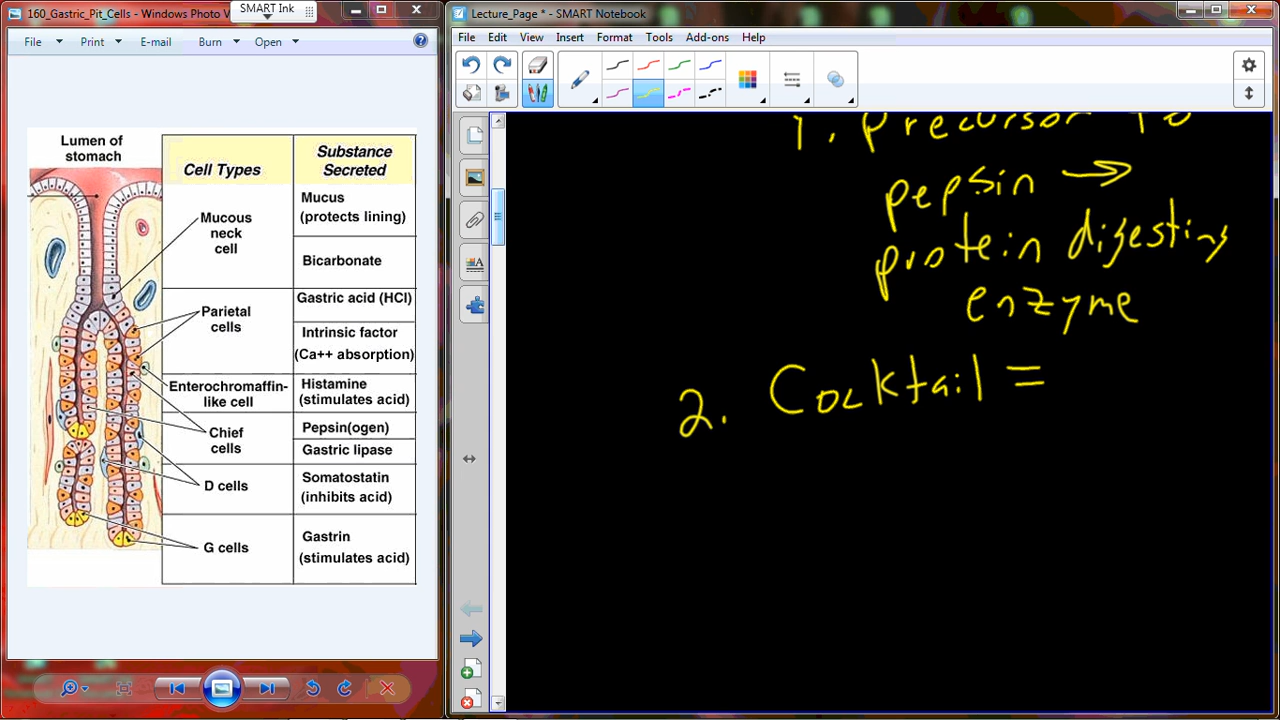 160_Gastric_Pit_Cells - Windows Photo V
SMART Ink
File Print E-mail Burn Open
Lumen of
stomach
Cell Types
Substance
Secreted
Mucous
neck
cell
Mucus
(protects lining)
Bicarbonate
Parietal
cells
Gastric acid (HCl)
Intrinsic factor
(Ca++ absorption)
Enterochromaffin-
like cell
Histamine
(stimulates acid)
Chief
cells
Pepsin(ogen)
Gastric lipase
D cells
Somatostatin
(inhibits acid)
G cells
Gastrin
(stimulates acid)
Lecture_Page * - SMART Notebook
File Edit View Insert Format Tools Add-ons Help
1. Precursor to
pepsin →
protein digesting
enzyme
2. Cocktail =